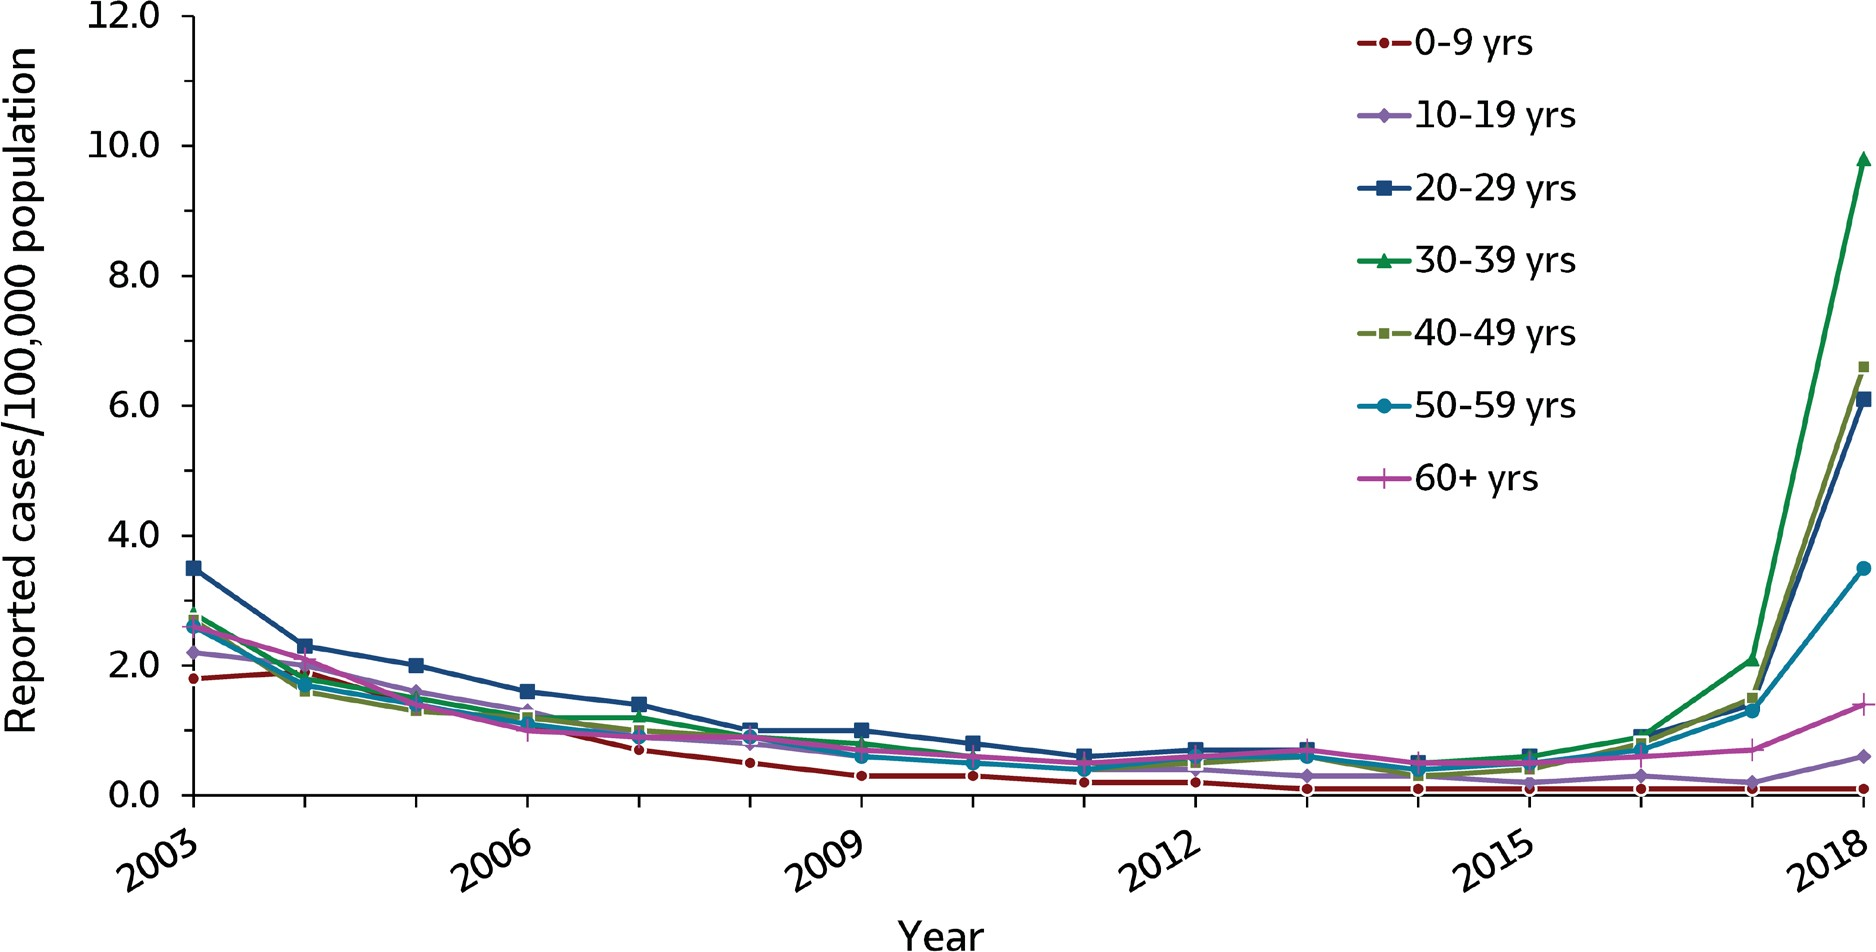 Reported cases/100,000 population
12.0
10.0
8.0
6.0
4.0
2.0
0.0
0-9 yrs
10-19 yrs
20-29 yrs
30-39 yrs
40-49 yrs
50-59 yrs
60+ yrs
2003
2006
2009
2012
2015
2018
Year